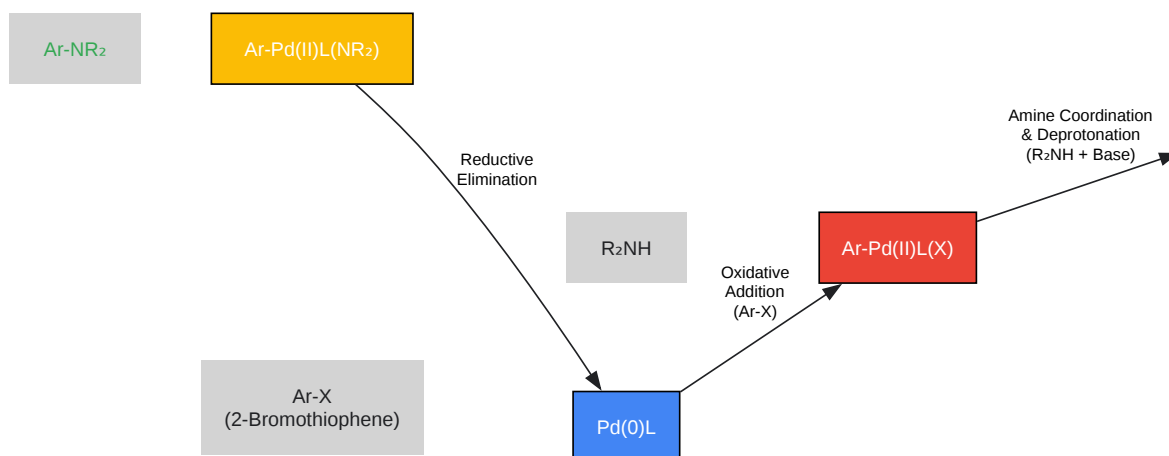 Ar-NR₂
Ar-Pd(II)L(NR₂)
Amine Coordination
& Deprotonation
(R₂NH + Base)
Reductive
Elimination
R₂NH
Ar-Pd(II)L(X)
Oxidative
Addition
(Ar-X)
Ar-X
(2-Bromothiophene)
Pd(0)L